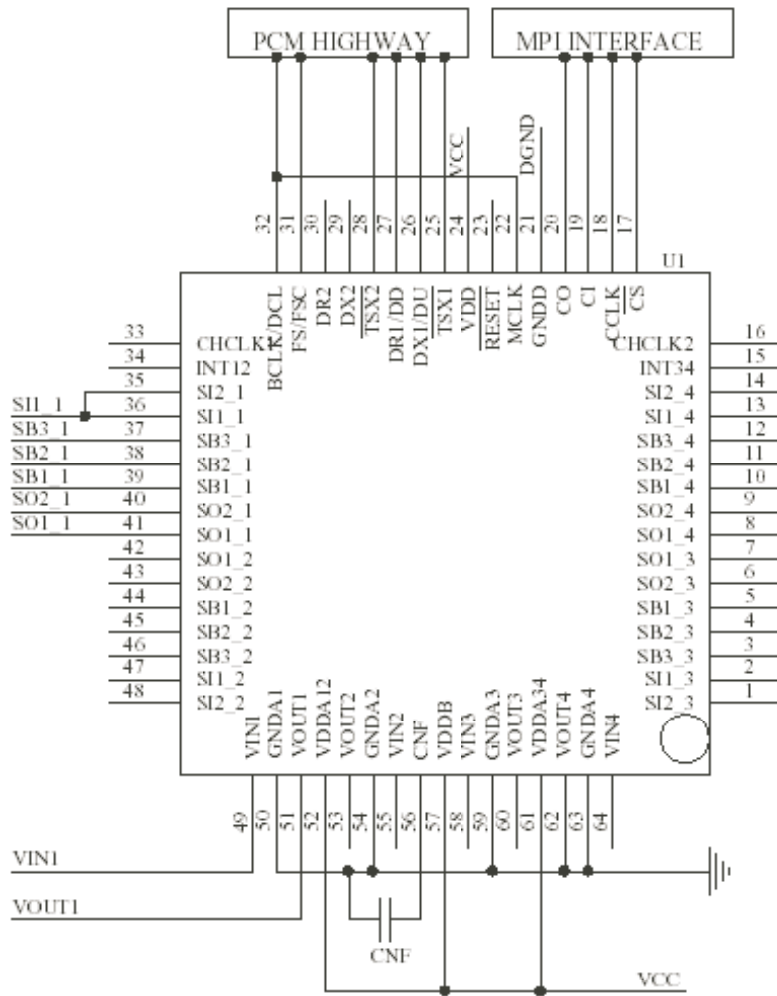 PCM HIGHWAY MPI INTERFACE
VCC DGND
32 31 30 29 28 27 26 25 24 23 22 21 20 19 18 17
U1
BCLK/DCL FS/FSC DR2 DX2 TSX2 DR1/DD DX1/DU TSX1 VDD RESET MCLK GNDD CO CI CCLK CS
33 CHCLK1 CHCLK2 16
34 INT12 INT34 15
35 SI2_1 SI2_4 14
SI1_1 36 SI1_1 SI1_4 13
SB3_1 37 SB3_1 SB3_4 12
SB2_1 38 SB2_1 SB2_4 11
SB1_1 39 SB1_1 SB1_4 10
SO2_1 40 SO2_1 SO2_4 9
SO1_1 41 SO1_1 SO1_4 8
42 SO1_2 SO1_3 7
43 SO2_2 SO2_3 6
44 SB1_2 SB1_3 5
45 SB2_2 SB2_3 4
46 SB3_2 SB3_3 3
47 SI1_2 SI1_3 2
48 SI2_2 SI2_3 1
VIN1 GNDA1 VOUT1 VDDA12 VOUT2 GNDA2 VIN2 CNF VDDB VIN3 GNDA3 VOUT3 VDDA34 VOUT4 GNDA4 VIN4
49 50 51 52 53 54 55 56 57 58 59 60 61 62 63 64
VIN1
VOUT1
CNF
VCC